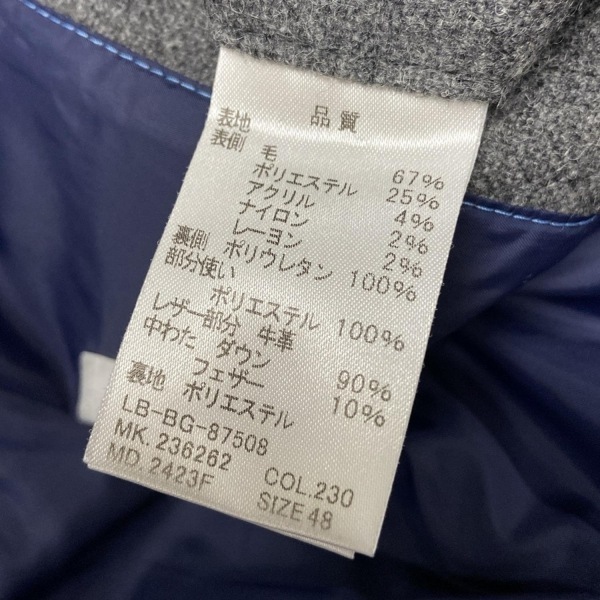 品質
表地
表側 毛 67%
ポリエステル 25%
アクリル 4%
ナイロン 2%
レーヨン 2%
裏側 ポリウレタン 100%
部分使い
ポリエステル 100%
レザー部分 牛革
中わた ダウン 90%
フェザー 10%
裏地 ポリエステル
LB-BG-87508
MK. 236262 COL.230
MD. 2423F SIZE 48